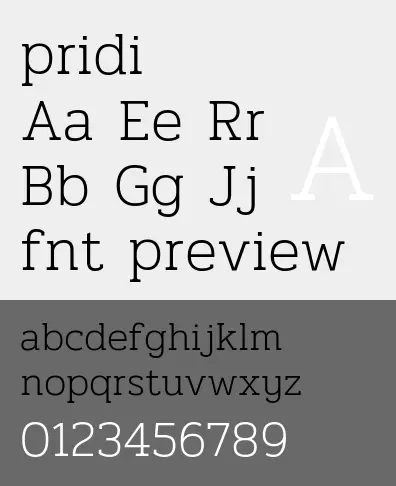 pridi
Aa Ee Rr
A
Bb Gg Jj
fnt preview
abcdefghijklm
nopqrstuvwxyz
0123456789